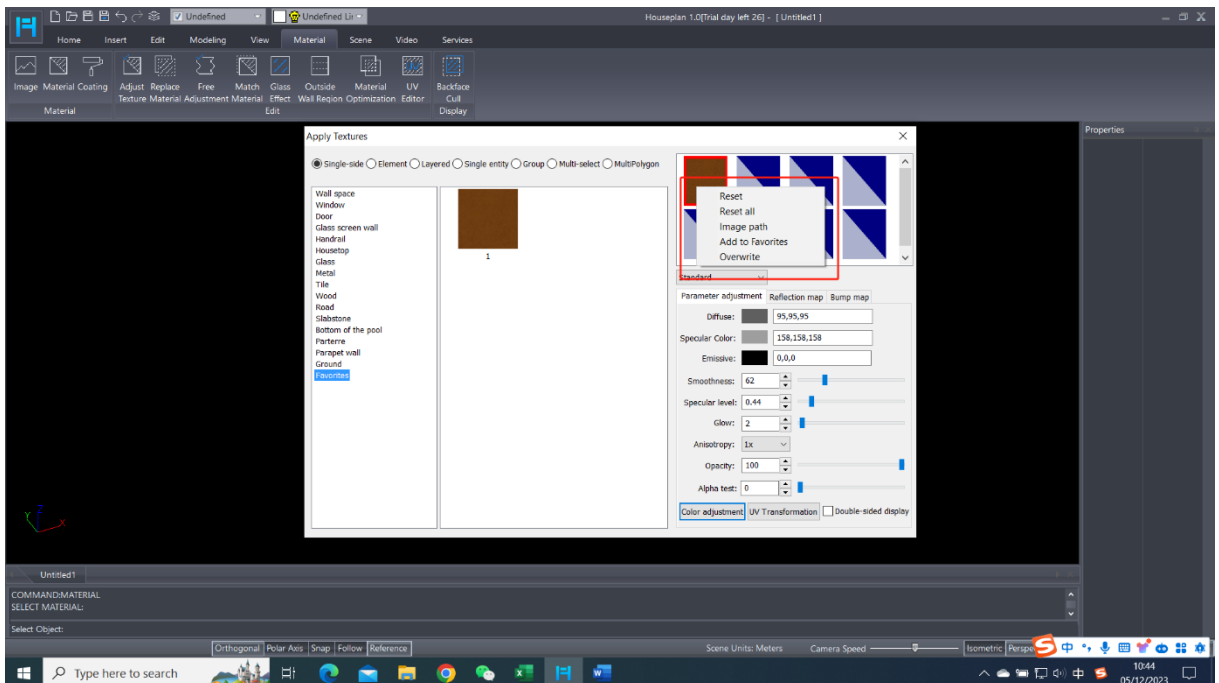 Undefined
Undefined Lir
Houseplan 1.0[Trial day left 26] - [ Untitled1 ]
Home Insert Edit Modeling View Material Scene Video Services
Image Material Coating Adjust Texture Replace Material Free Adjustment Match Material Glass Effect Outside Wall Region Material Optimization UV Editor Backface Cull
Material Edit Display
Apply Textures
Properties
Single-side Element Layered Single entity Group Multi-select MultiPolygon
Wall space
Window
Door
Glass screen wall
Handrail
Housetop
Glass
Metal
Tile
Wood
Road
Slabstone
Bottom of the pool
Parterre
Parapet wall
Ground
Favorites
1
Reset
Reset all
Image path
Add to Favorites
Overwrite
Standard
Parameter adjustment Reflection map Bump map
Diffuse: 95,95,95
Specular Color: 158,158,158
Emissive: 0,0,0
Smoothness: 62
Specular level: 0.44
Glow: 2
Anisotropy: 1x
Opacity: 100
Alpha test: 0
Color adjustment UV Transformation Double-sided display
Y Z X
Untitled1
COMMAND:MATERIAL
SELECT MATERIAL:
Select Object:
Orthogonal Polar Axis Snap Follow Reference Scene Units: Meters Camera Speed Isometric Perspe
中
Type here to search
中
10:44
05/12/2023